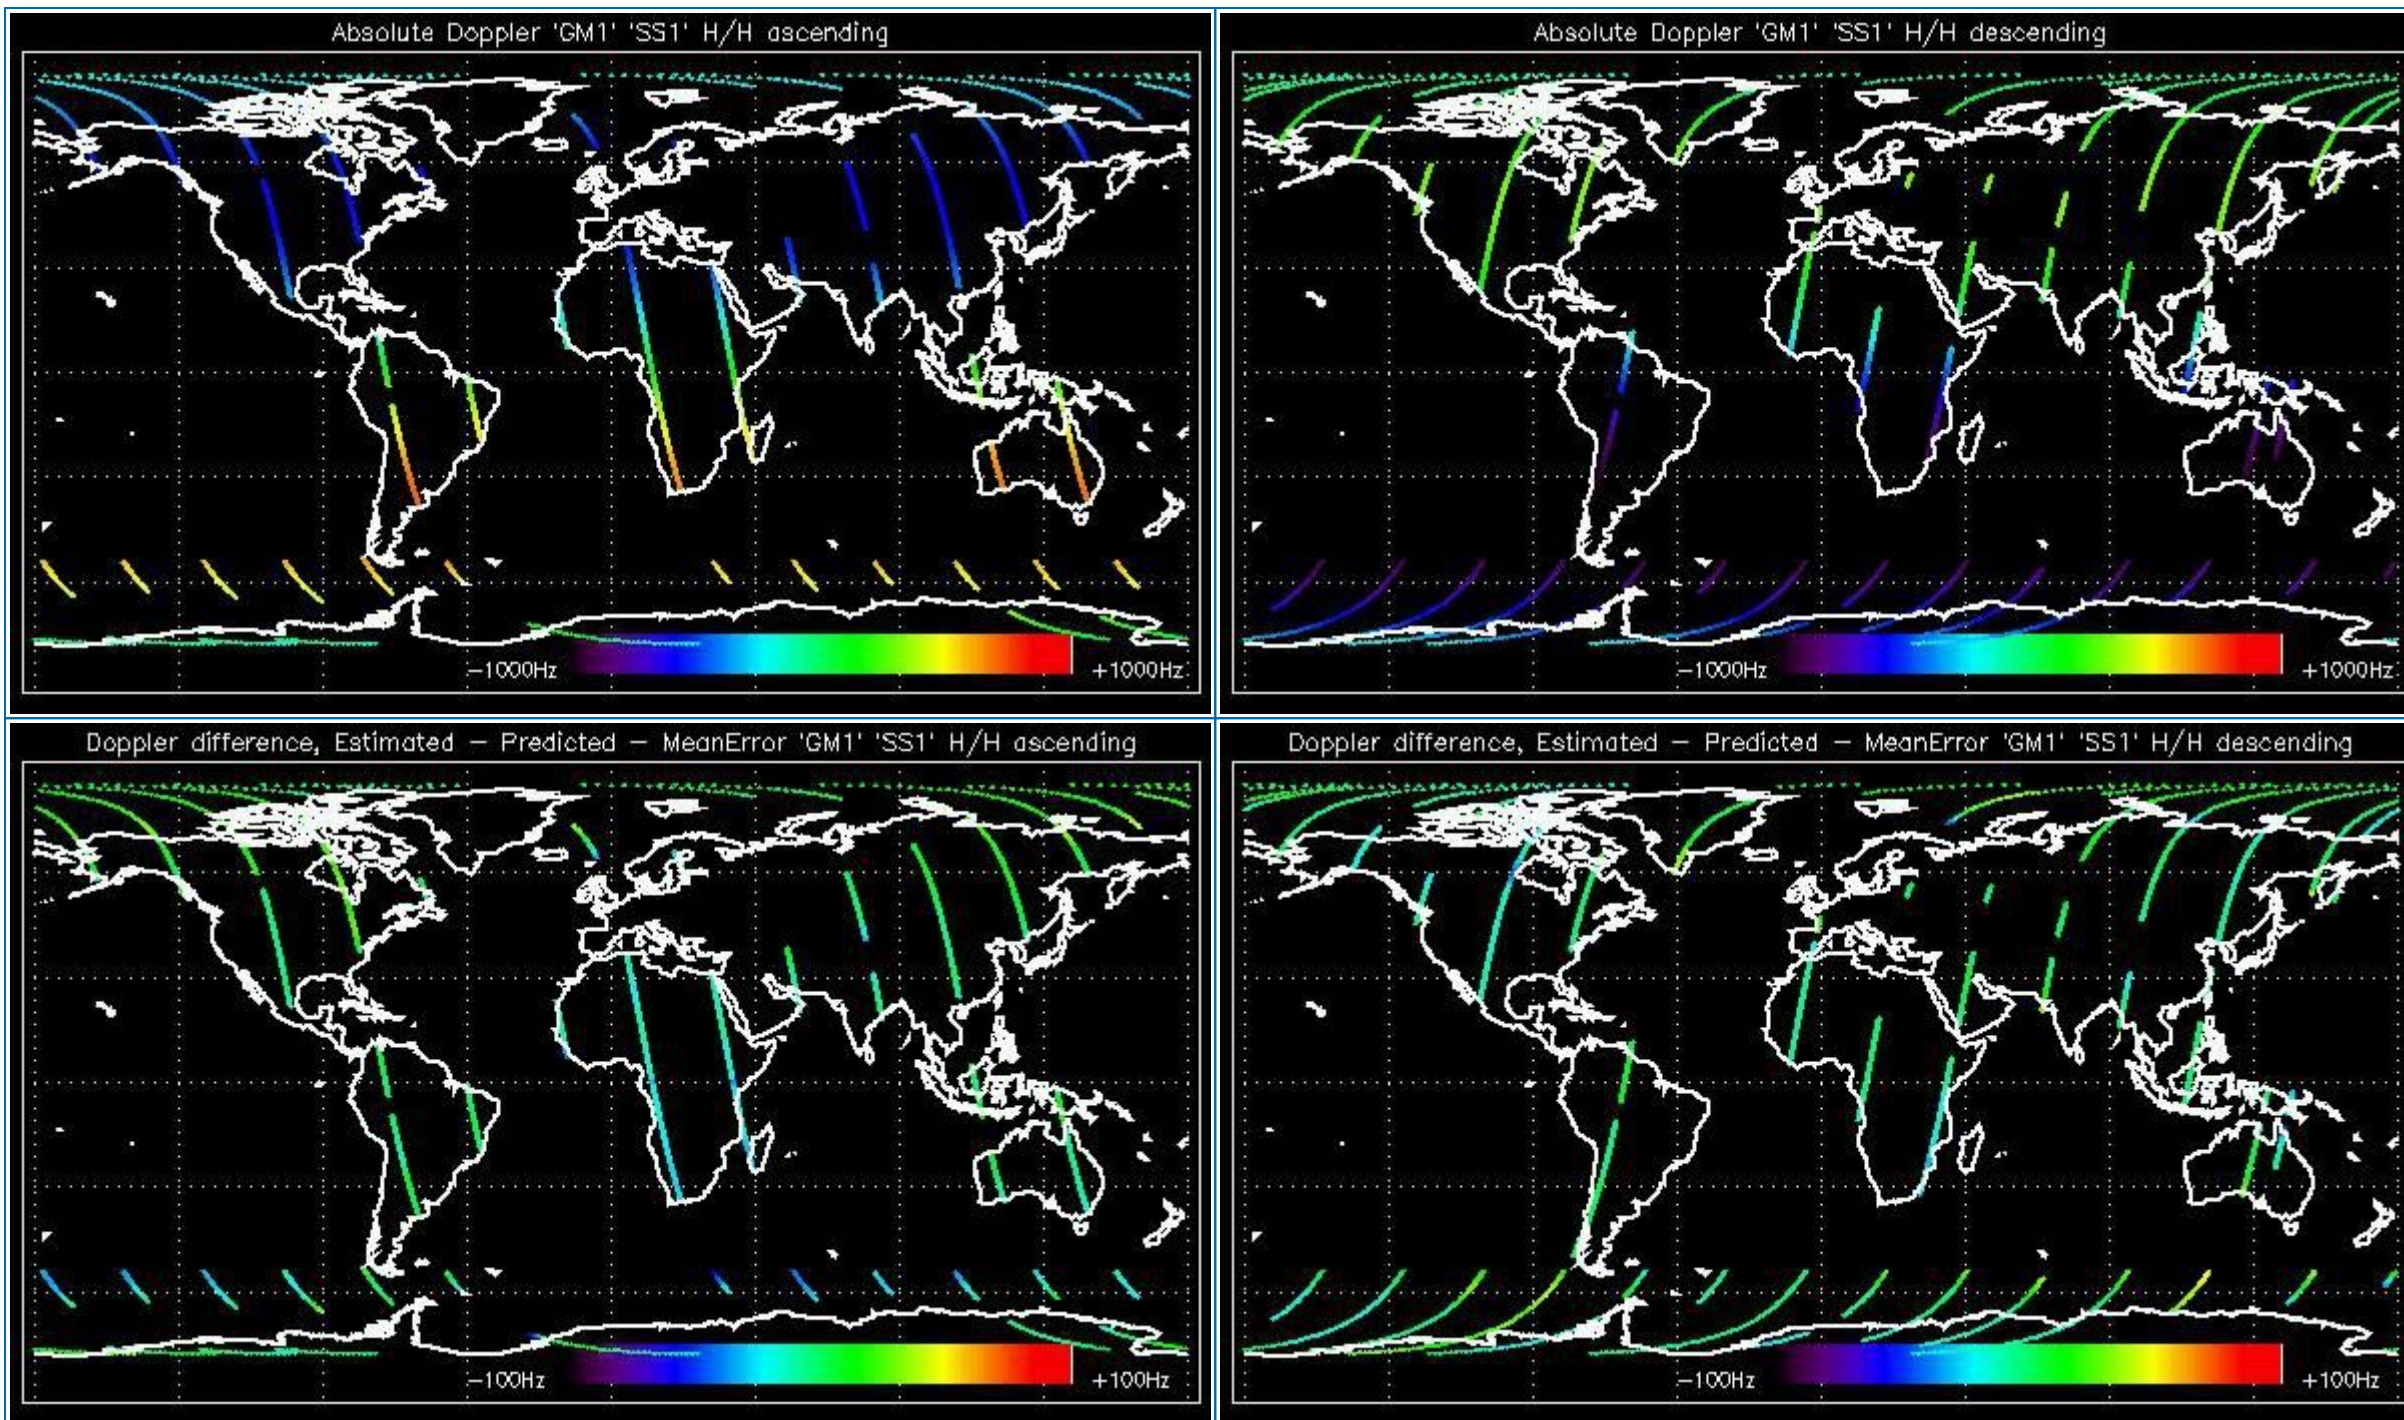 Absolute Doppler 'GM1' 'SS1' H/H ascending
−1000Hz
+1000Hz
Absolute Doppler 'GM1' 'SS1' H/H descending
−1000Hz
+1000Hz
Doppler difference, Estimated − Predicted − MeanError 'GM1' 'SS1' H/H ascending
−100Hz
+100Hz
Doppler difference, Estimated − Predicted − MeanError 'GM1' 'SS1' H/H descending
−100Hz
+100Hz